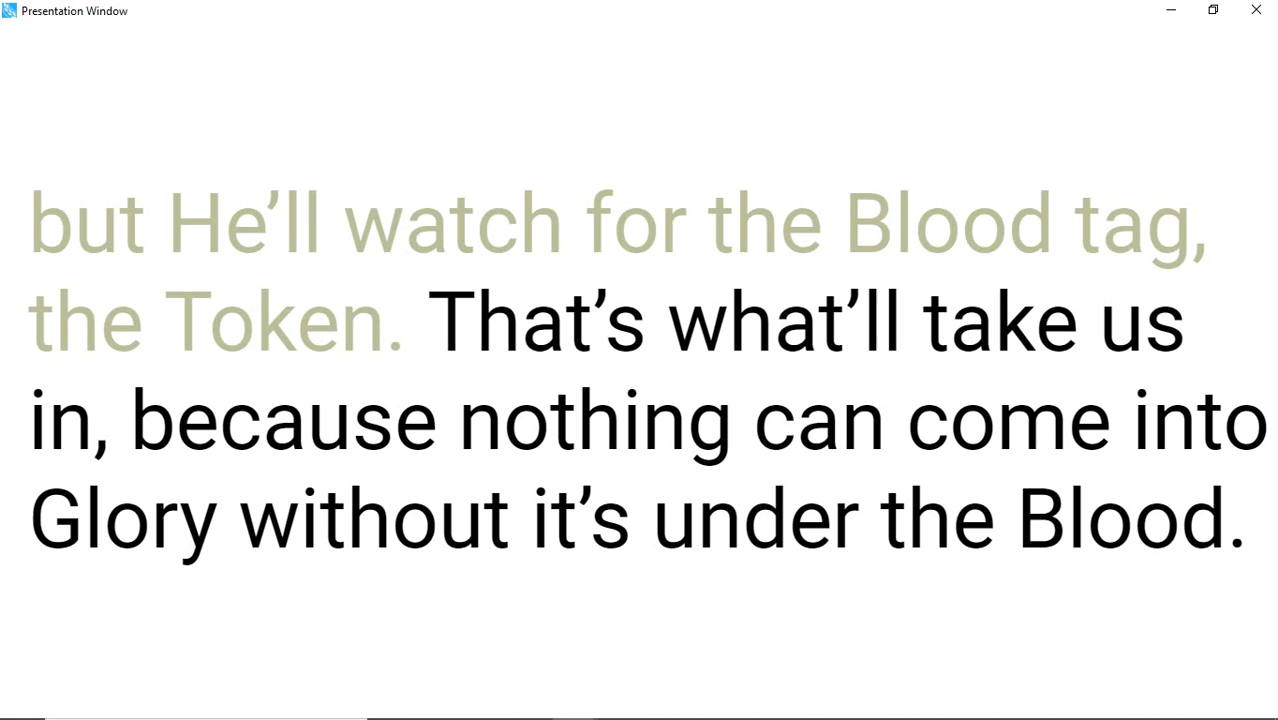 Presentation Window
but He’ll watch for the Blood tag,
the Token. That’s what’ll take us
in, because nothing can come into
Glory without it’s under the Blood.